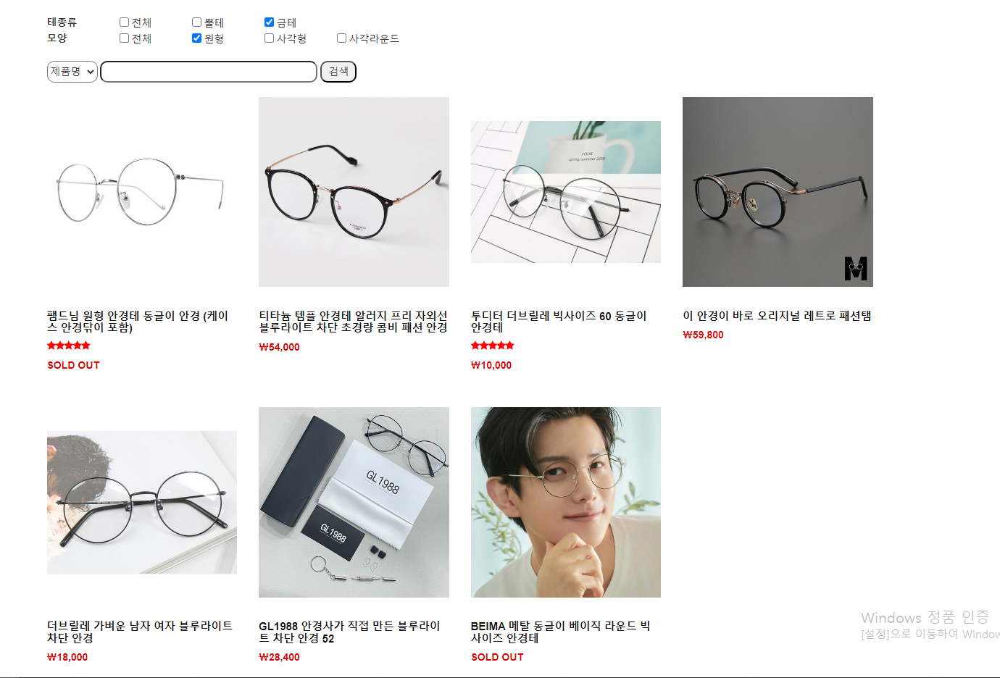 테종류 전체 뿔테 금테
모양 전체 원형 사각형 사각라운드
제품명 검색
FOUR
spring/summer 2018
M
팸드님 원형 안경테 동글이 안경 (케이
스 안경닦이 포함)
★★★★★
SOLD OUT
티타늄 템플 안경테 알러지 프리 자외선
블루라이트 차단 초경량 콤비 패션 안경
₩54,000
투디터 더브릴레 빅사이즈 60 동글이
안경테
★★★★★
₩10,000
이 안경이 바로 오리지널 레트로 패션탬
₩59,800
GL1988
GL1988
더브릴레 가벼운 남자 여자 블루라이트
차단 안경
₩18,000
GL1988 안경사가 직접 만든 블루라이
트 차단 안경 52
₩28,400
BEIMA 메탈 동글이 베이직 라운드 빅
사이즈 안경테
SOLD OUT
Windows 정품 인증
[설정]으로 이동하여 Window